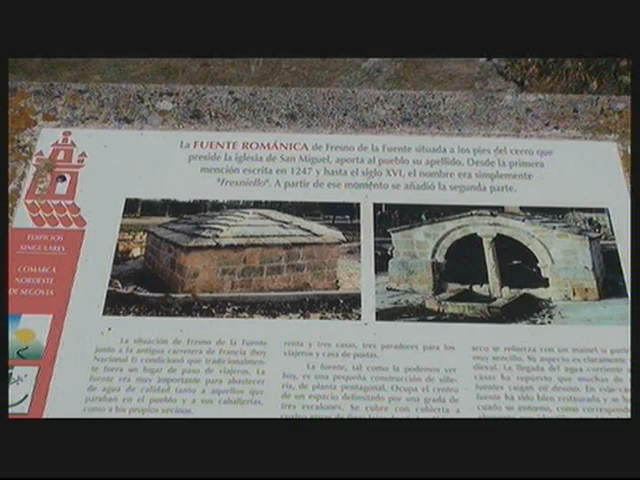 La FUENTE ROMÁNICA de Fresno de la Fuente situada a los pies del cerro que
preside la iglesia de San Miguel, aporta al pueblo su apellido. Desde la primera
mención escrita en 1247 y hasta el siglo XVI, el nombre era simplemente
"Fresniello". A partir de ese momento se añadió la segunda parte.
EDIFICIOS
SINGULARES
COMARCA
NORDESTE
DE SEGOVIA
La situación de Fresno de la Fuente
junto a la antigua carretera de Francia (hoy
Nacional I) condicionó que tradicionalmen-
te fuera un lugar de paso de viajeros. La
fuente era muy importante para abastecer
de agua de calidad tanto a aquellos que
paraban en el pueblo y a sus caballerías,
como a los propios vecinos.
renta y tres casas, tres paradores para los
viajeros y casa de postas.
La fuente, tal como la podemos ver
hoy, es una pequeña construcción de sille-
ría, de planta pentagonal. Ocupa el centro
de un espacio delimitado por una grada de
tres escalones. Se cubre con cubierta a
arco se refuerza con un mainel o parte
muy sencillo. Su aspecto es claramente
dieval. La llegada del agua corriente
casas ha supuesto que muchas de
fuentes caigan en desuso. En este
fuente ha sido bien restaurada y se ha
cuado su entorno, como corresponde